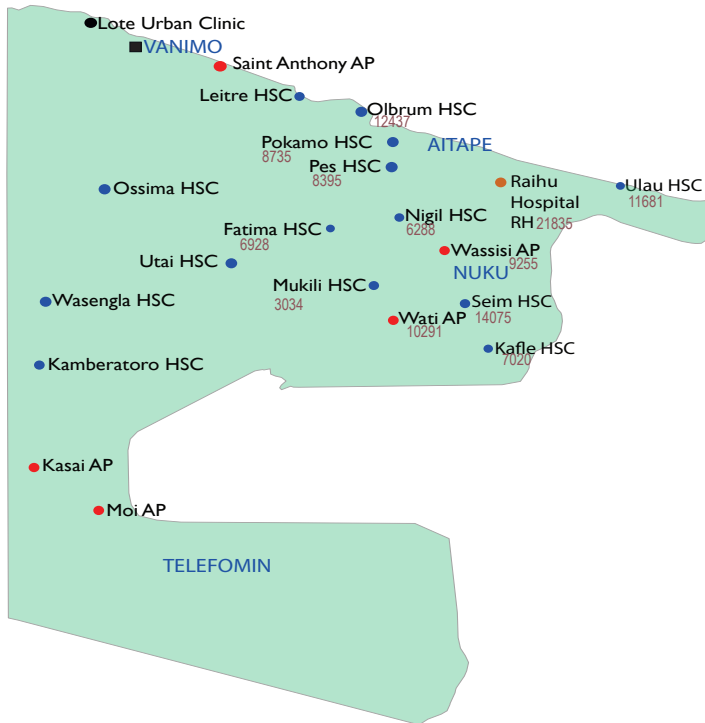 Lote Urban Clinic
VANIMO
Saint Anthony AP
Leitre HSC
Olbrum HSC
12437
Pokamo HSC
8735
AITAPE
Pes HSC
8395
Raihu
Hospital
RH 21835
Ulau HSC
11681
Ossima HSC
Nigil HSC
6288
Fatima HSC
6928
Wassisi AP
9255
Utai HSC
NUKU
Mukili HSC
3034
Wasengla HSC
Seim HSC
14075
Wati AP
10291
Kafle HSC
7020
Kamberatoro HSC
Kasai AP
Moi AP
TELEFOMIN